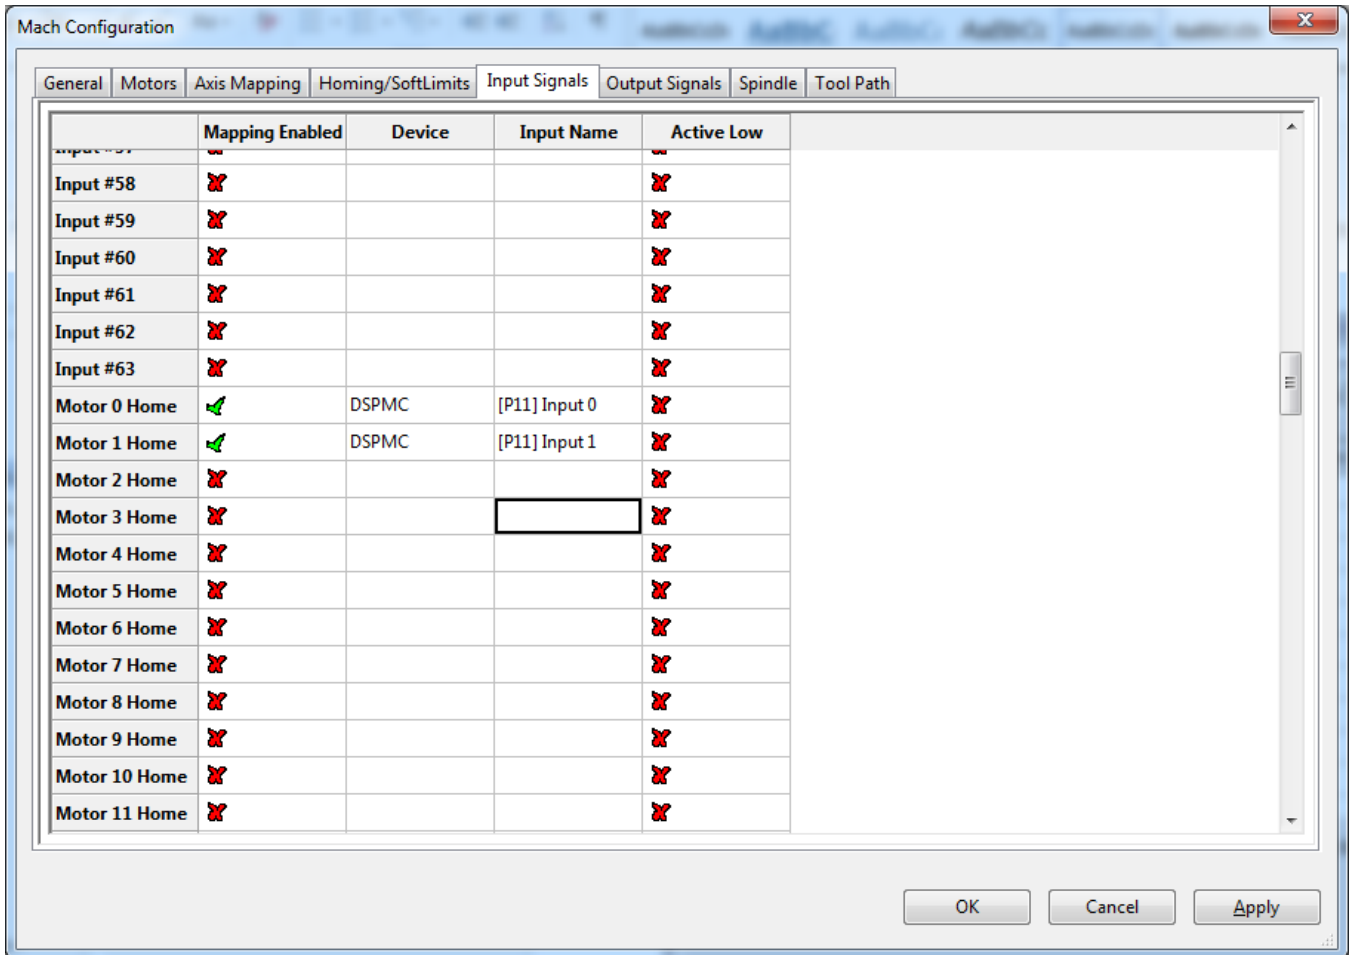 Mach Configuration
General Motors Axis Mapping Homing/SoftLimits Input Signals Output Signals Spindle Tool Path
Mapping Enabled Device Input Name Active Low
Input #57
Input #58
Input #59
Input #60
Input #61
Input #62
Input #63
Motor 0 Home DSPMC [P11] Input 0
Motor 1 Home DSPMC [P11] Input 1
Motor 2 Home
Motor 3 Home
Motor 4 Home
Motor 5 Home
Motor 6 Home
Motor 7 Home
Motor 8 Home
Motor 9 Home
Motor 10 Home
Motor 11 Home
OK Cancel Apply